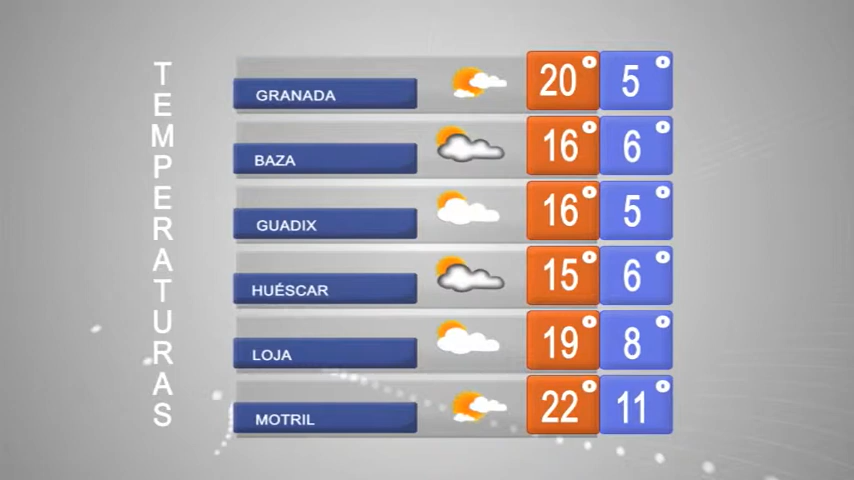 TEMPERATURAS
GRANADA 20° 5°
BAZA 16° 6°
GUADIX 16° 5°
HUÉSCAR 15° 6°
LOJA 19° 8°
MOTRIL 22° 11°